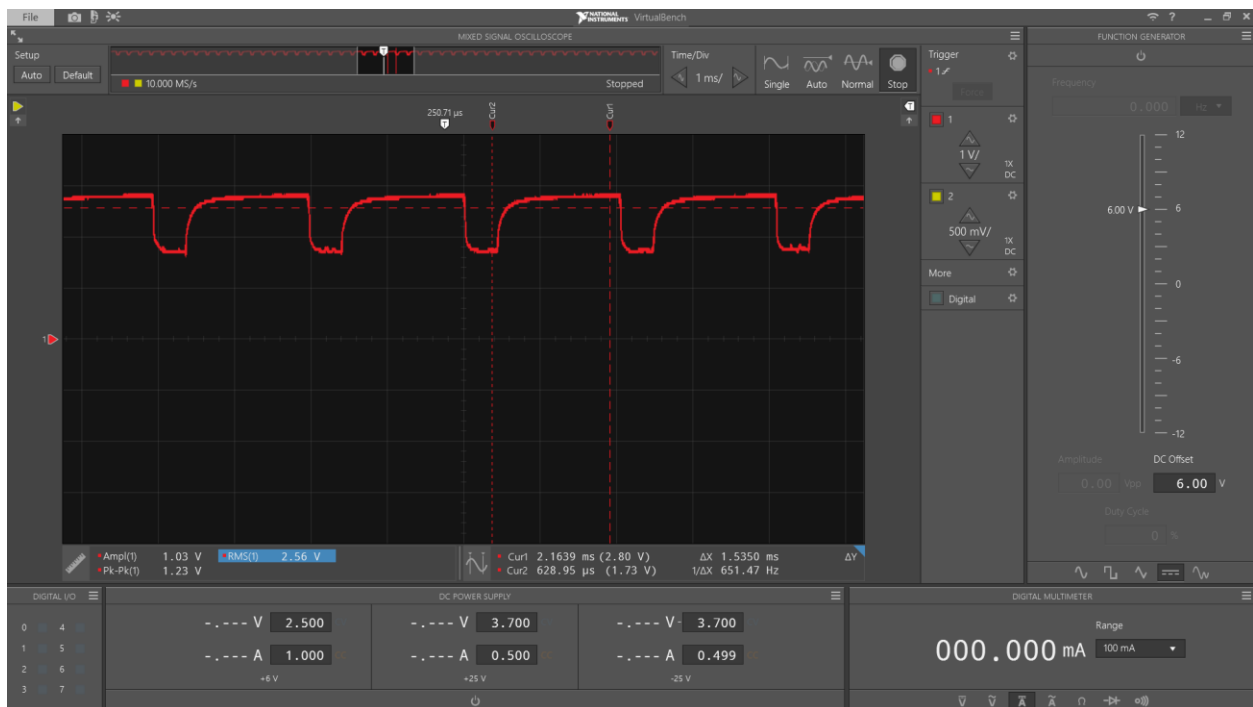 File
NATIONAL INSTRUMENTS VirtualBench
?
MIXED SIGNAL OSCILLOSCOPE
FUNCTION GENERATOR
Setup
Auto Default
T
10.000 MS/s
Stopped
Time/Div
1 ms/
Single Auto Normal Stop
Trigger
1
Force
Frequency
0.000 Hz
250.71 µs
T
Cur2
Cur1
T
1
1 V/
1X
DC
2
500 mV/
1X
DC
More
Digital
1
12
6.00 V
6
0
-6
-12
Amplitude
DC Offset
0.00 Vpp
6.00 V
Duty Cycle
0 %
Ampl(1) 1.03 V
RMS(1) 2.56 V
Pk-Pk(1) 1.23 V
Cur1 2.1639 ms (2.80 V) ΔX 1.5350 ms ΔY
Cur2 628.95 µs (1.73 V) 1/ΔX 651.47 Hz
DIGITAL I/O
0 4
1 5
2 6
3 7
DC POWER SUPPLY
-.--- V 2.500
-.--- A 1.000
+6 V
-.--- V 3.700
-.--- A 0.500
+25 V
-.--- V - 3.700
-.--- A 0.499
-25 V
DIGITAL MULTIMETER
000.000 mA
Range
100 mA
V V A A Ω